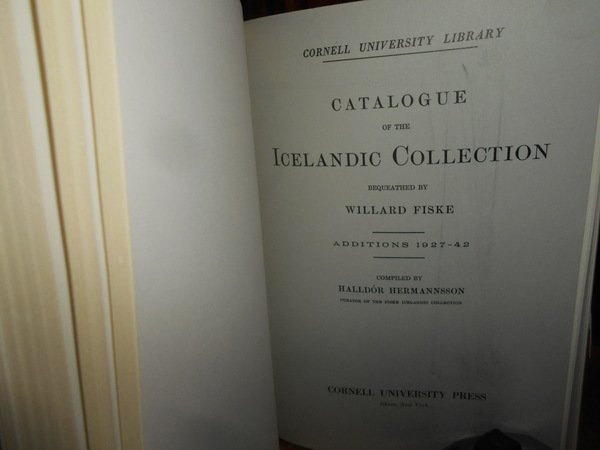 CORNELL UNIVERSITY LIBRARY
CATALOGUE
OF THE
ICELANDIC COLLECTION
BEQUEATHED BY
WILLARD FISKE
ADDITIONS 1927-42
COMPILED BY
HALLDÓR HERMANNSSON
CURATOR OF THE FISKE ICELANDIC COLLECTION
CORNELL UNIVERSITY PRESS
Ithaca, New York